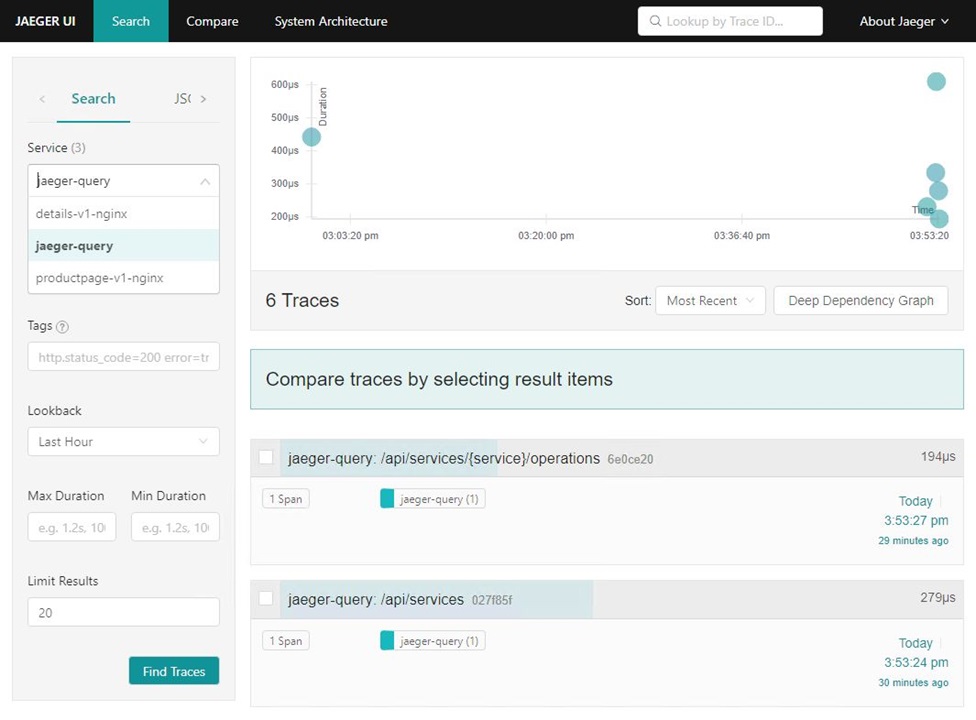 JAEGER UI Search Compare System Architecture Lookup by Trace ID... About Jaeger
Search JSO
Service (3)
jaeger-query
details-v1-nginx
jaeger-query
productpage-v1-nginx
Tags ?
http.status_code=200 error=tr
Lookback
Last Hour
Max Duration Min Duration
e.g. 1.2s, 10 e.g. 1.2s, 10
Limit Results
20
Find Traces
Duration
600μs
500μs
400μs
300μs
200μs
Time
03:03:20 pm 03:20:00 pm 03:36:40 pm 03:53:20
6 Traces Sort: Most Recent Deep Dependency Graph
Compare traces by selecting result items
jaeger-query: /api/services/{service}/operations 6e0ce20 194μs
1 Span jaeger-query (1) Today
3:53:27 pm
29 minutes ago
jaeger-query: /api/services 027f85f 279μs
1 Span jaeger-query (1) Today
3:53:24 pm
30 minutes ago